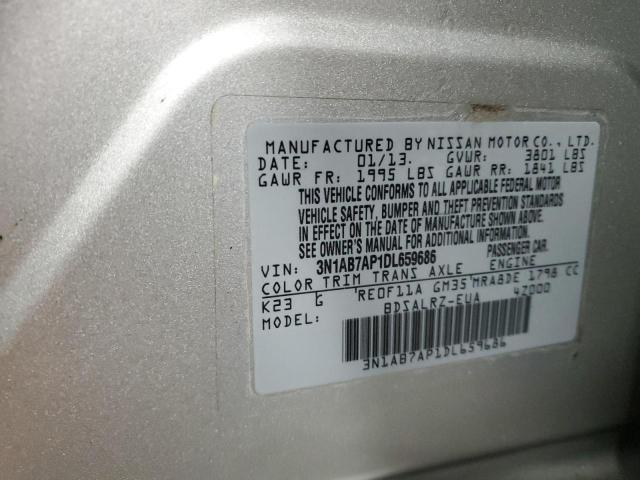 MANUFACTURED BY NISSAN MOTOR CO., LTD.
DATE: 01/13. GVWR: 3801 LBS
GAWR FR: 1995 LBS GAWR RR: 1841 LBS
THIS VEHICLE CONFORMS TO ALL APPLICABLE FEDERAL MOTOR
VEHICLE SAFETY, BUMPER AND THEFT PREVENTION STANDARDS
IN EFFECT ON THE DATE OF MANUFACTURE SHOWN ABOVE.
SEE OWNER'S MANUAL FOR ADDITIONAL INFORMATION.
VIN: 3N1AB7AP1DL659686 PASSENGER CAR.
COLOR TRIM TRANS AXLE ENGINE
K23 G RE0F11A GM35 MRA8DE 1798 CC
MODEL: BDSALRZ-EUA 4Z000
3N1AB7AP1DL659686